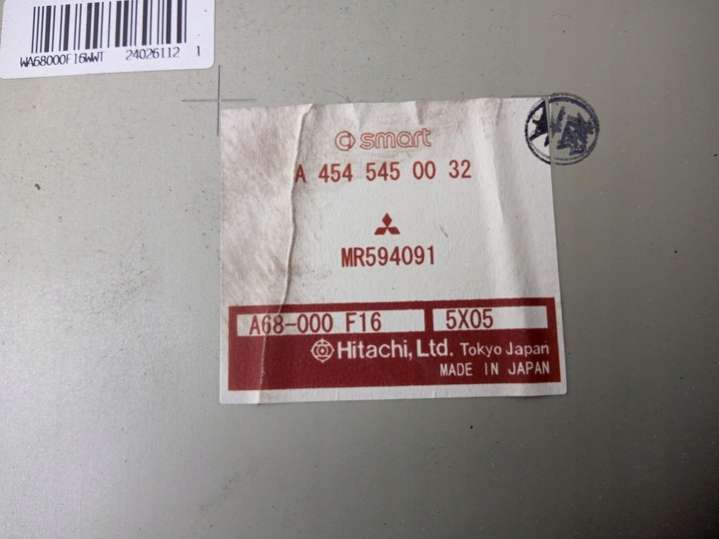 WA68000F16WWT 24026112 1
smart
A 454 545 00 32
MR594091
A68-000 F16 5X05
Hitachi, Ltd. Tokyo Japan
MADE IN JAPAN